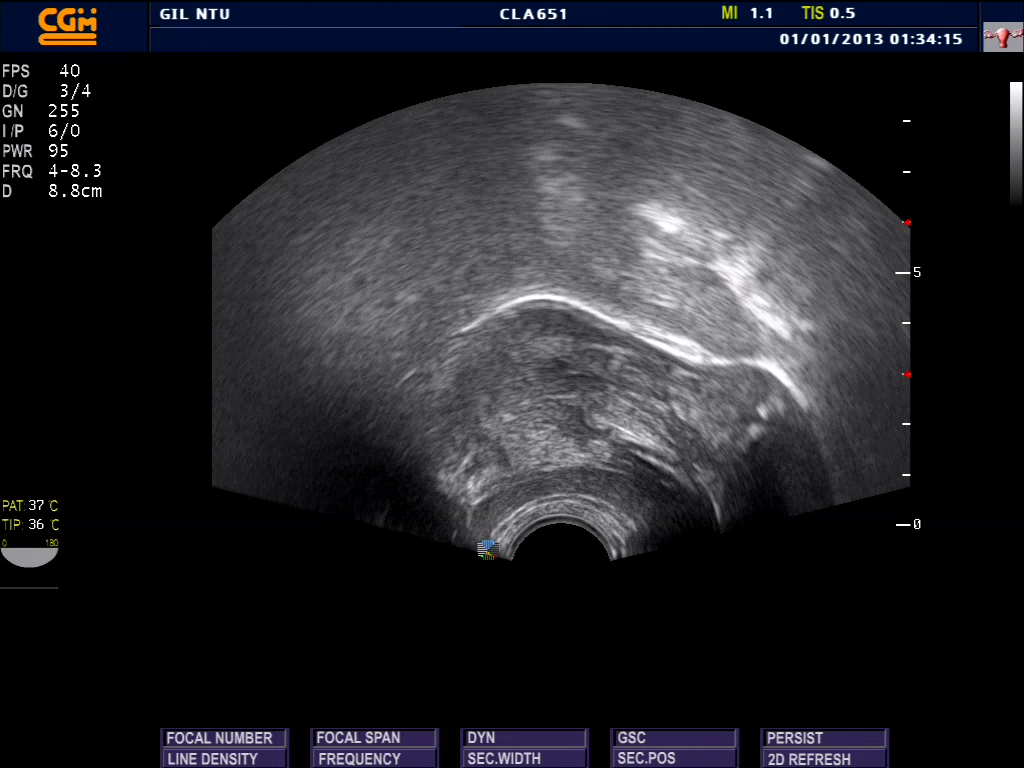 CGM
GIL NTU CLA651 MI 1.1 TIS 0.5
01/01/2013 01:34:15
FPS 40
D/G 3/4
GN 255
I/P 6/0
PWR 95
FRQ 4-8.3
D 8.8cm
5
PAT: 37 °C
TIP: 36 °C
0 180
0
FOCAL NUMBER FOCAL SPAN DYN GSC PERSIST
LINE DENSITY FREQUENCY SEC.WIDTH SEC.POS 2D REFRESH